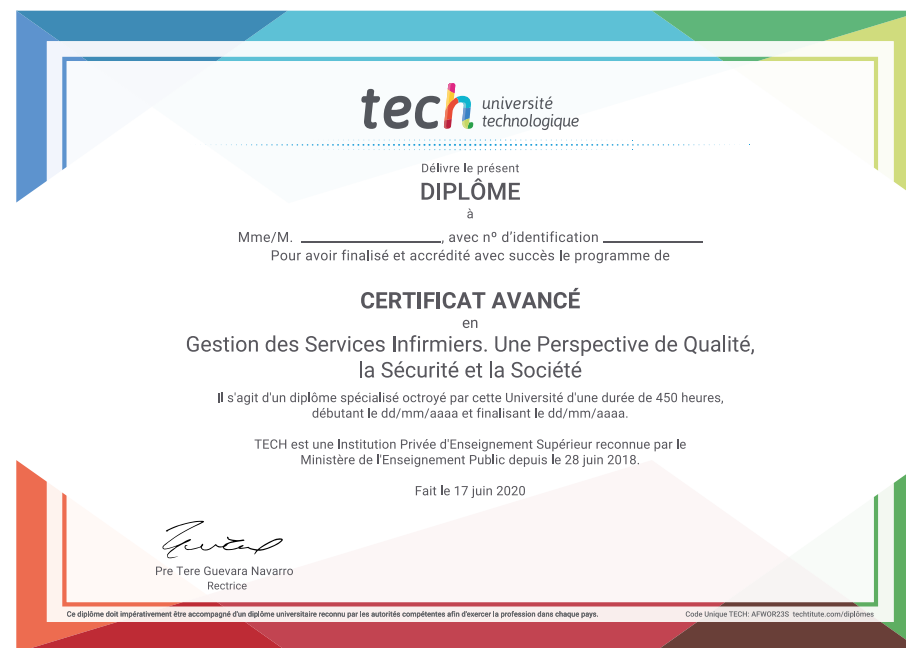 tech université
technologique
Délivre le présent
DIPLÔME
à
Mme/M. ____________________, avec nº d'identification ______________
Pour avoir finalisé et accrédité avec succès le programme de
CERTIFICAT AVANCÉ
en
Gestion des Services Infirmiers. Une Perspective de Qualité,
la Sécurité et la Société
Il s'agit d'un diplôme spécialisé octroyé par cette Université d'une durée de 450 heures,
débutant le dd/mm/aaaa et finalisant le dd/mm/aaaa.
TECH est une Institution Privée d'Enseignement Supérieur reconnue par le
Ministère de l'Enseignement Public depuis le 28 juin 2018.
Fait le 17 juin 2020
Pre Tere Guevara Navarro
Rectrice
Ce diplôme doit impérativement être accompagné d'un diplôme universitaire reconnu par les autorités compétentes afin d'exercer la profession dans chaque pays.
Code Unique TECH: AFWOR23S techtitute.com/diplômes